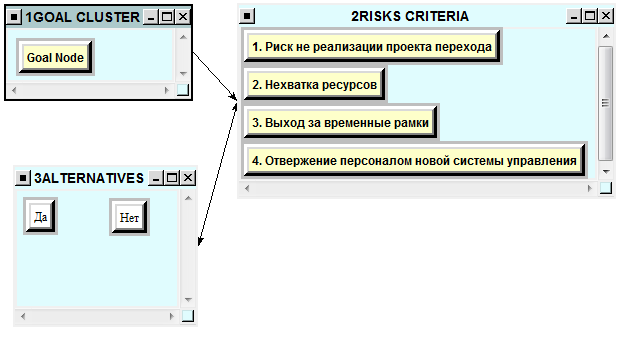 1GOAL CLUSTER
Goal Node
2RISKS CRITERIA
1. Риск не реализации проекта перехода
2. Нехватка ресурсов
3. Выход за временные рамки
4. Отвержение персоналом новой системы управления
3ALTERNATIVES
Да
Нет